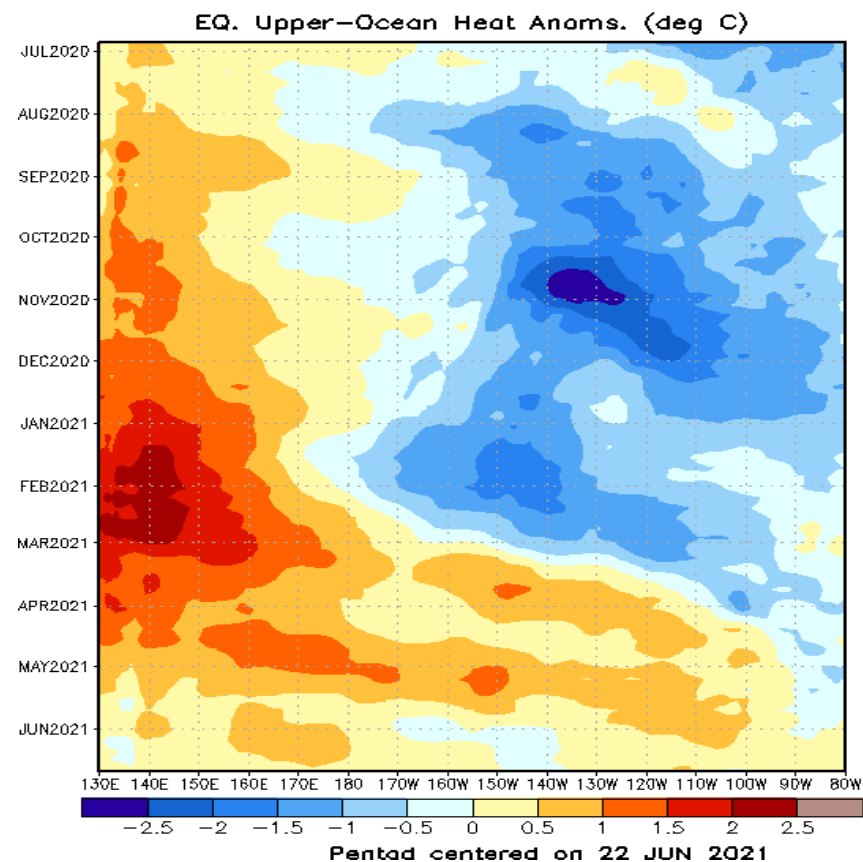 EQ. Upper-Ocean Heat Anams. (deg C)
JUL2020
AUG2020
SEP2020
OCT2020
NOV2020
DEC2020
JAN2021
FEB2021
MAR2021
APR2021
MAY2021
JUN2021
130E 140E 150E 160E 170E 180 170W 160W 150W 140W 130W 120W 110W 100W 90W 80W
-2.5 -2 -1.5 -1 -0.5 0 0.5 1 1.5 2 2.5
Pentad centered on 22 JUN 2021